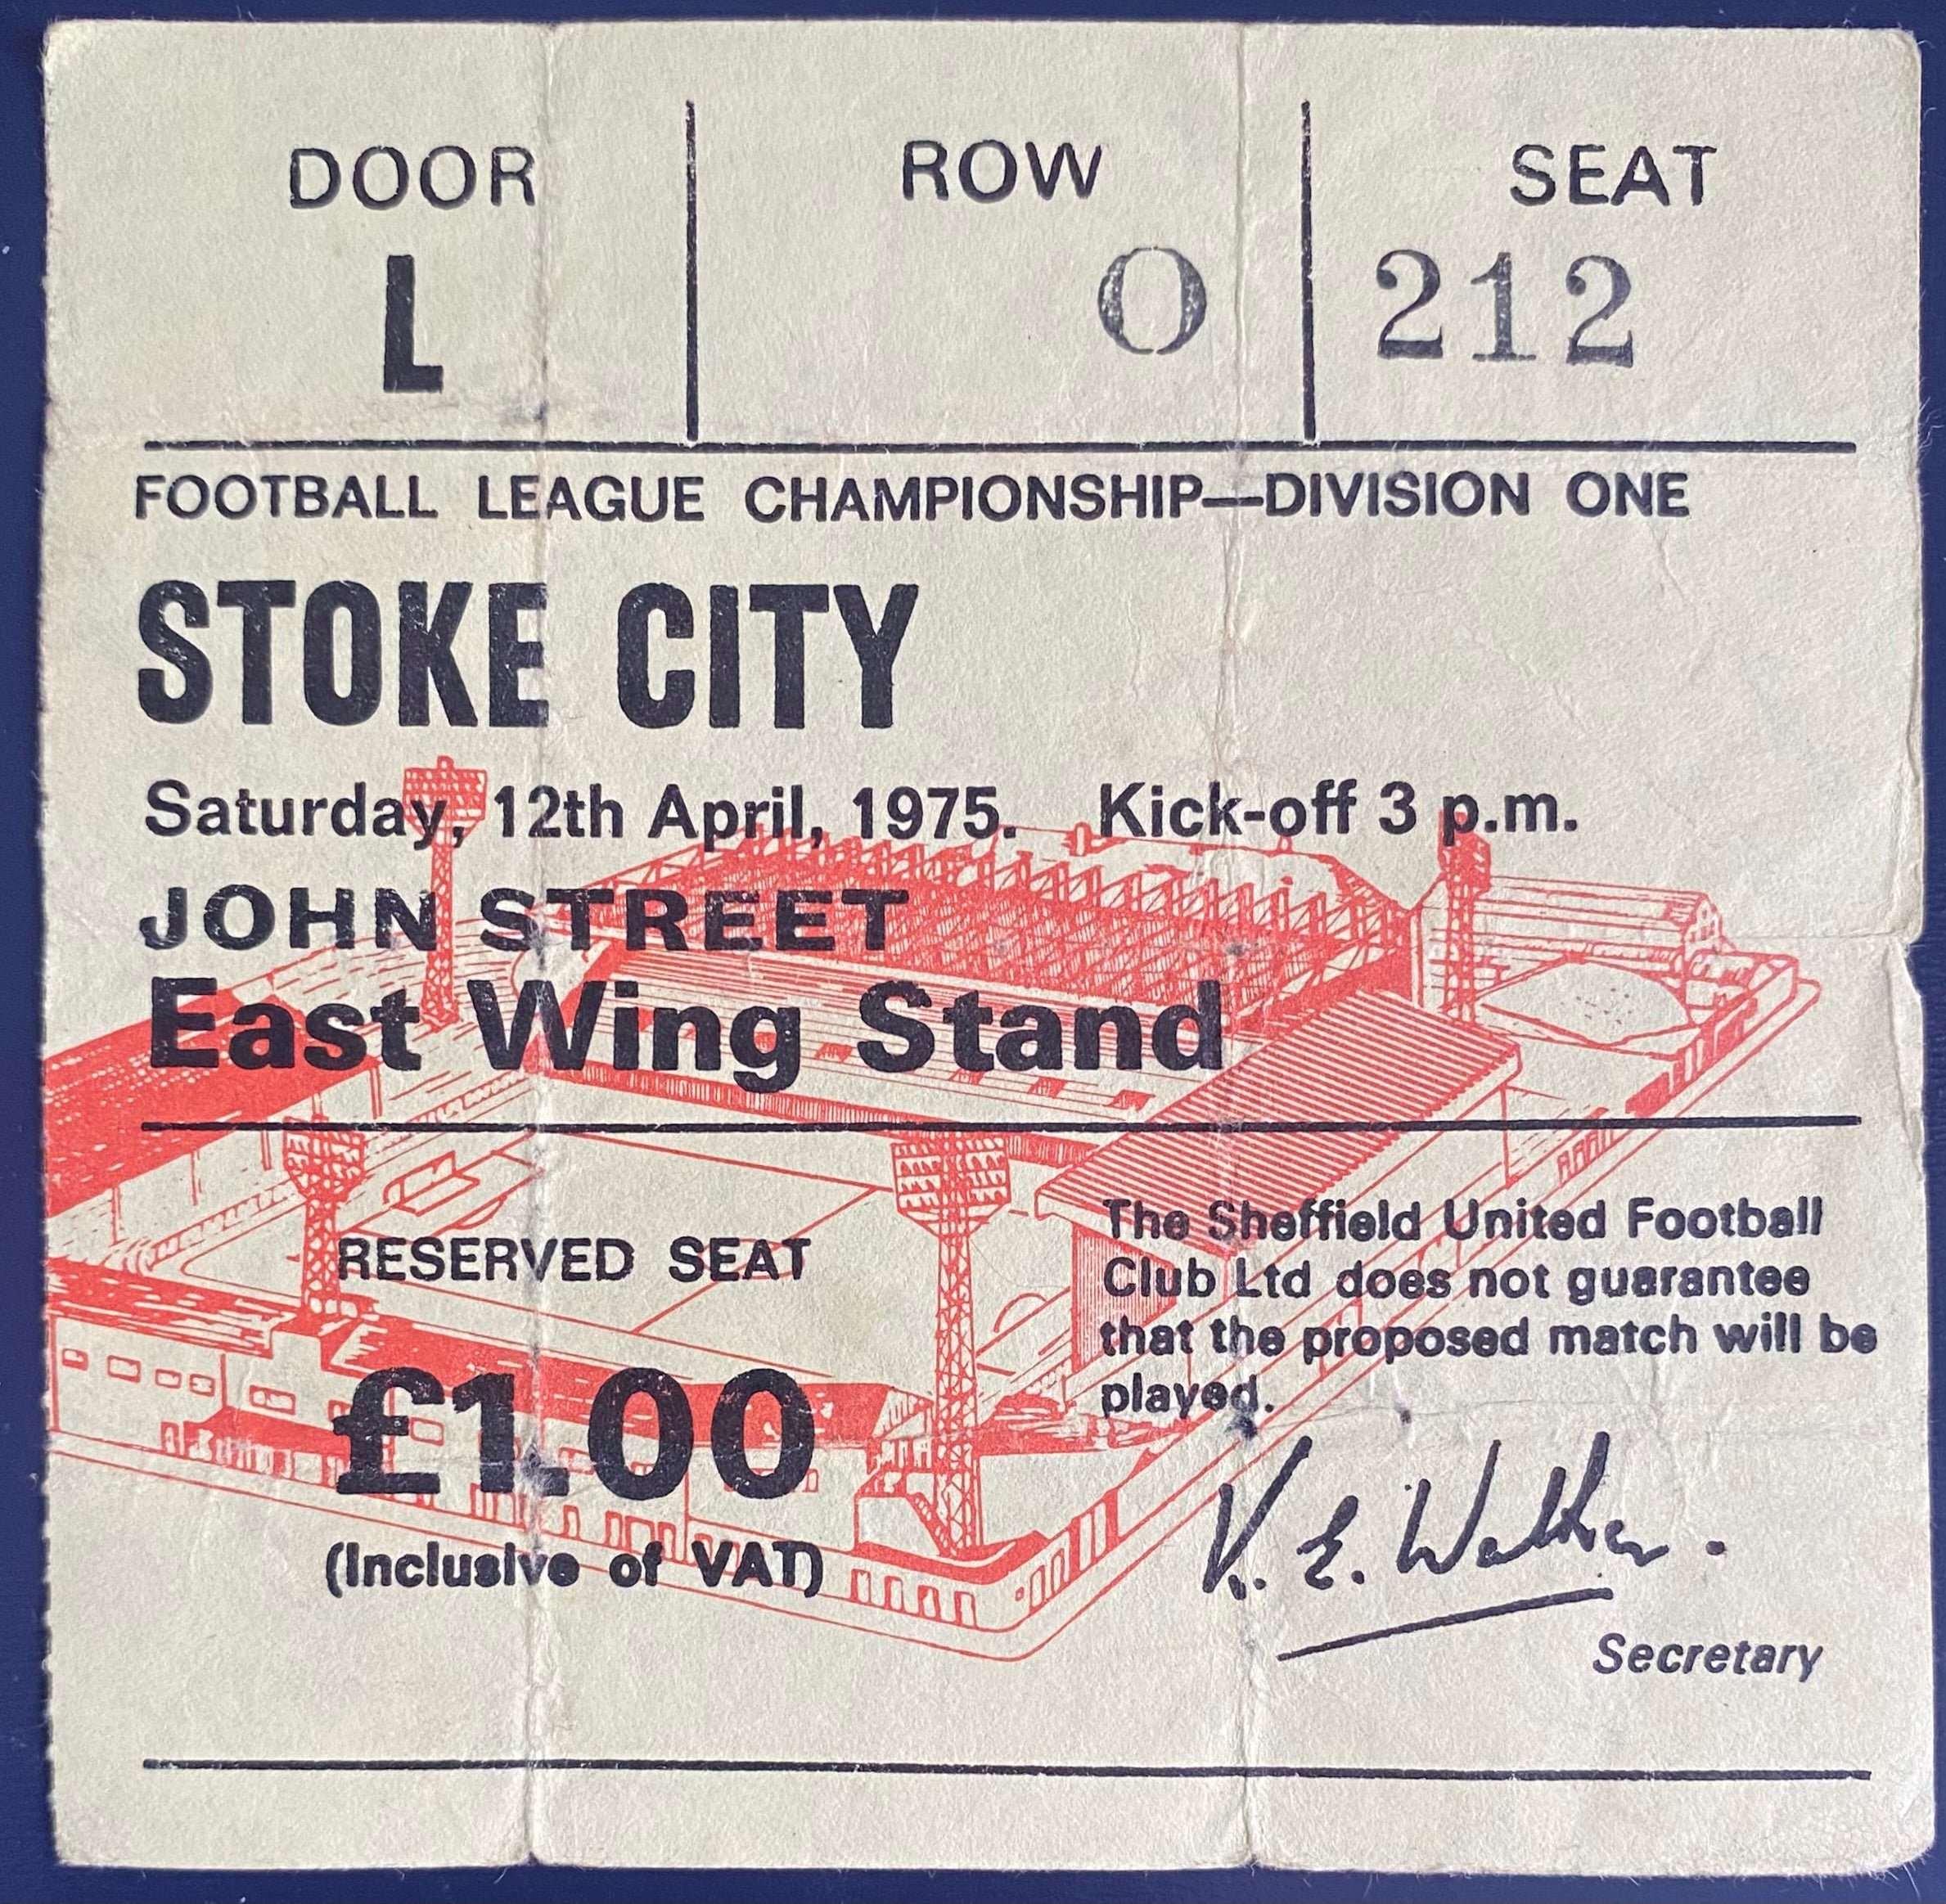 DOOR ROW SEAT
L O 212
FOOTBALL LEAGUE CHAMPIONSHIP—DIVISION ONE
STOKE CITY
Saturday, 12th April, 1975. Kick-off 3 p.m.
JOHN STREET
East Wing Stand
RESERVED SEAT
£1.00
(Inclusive of VAT)
The Sheffield United Football
Club Ltd does not guarantee
that the proposed match will be
played.
K. E. Walker.
Secretary